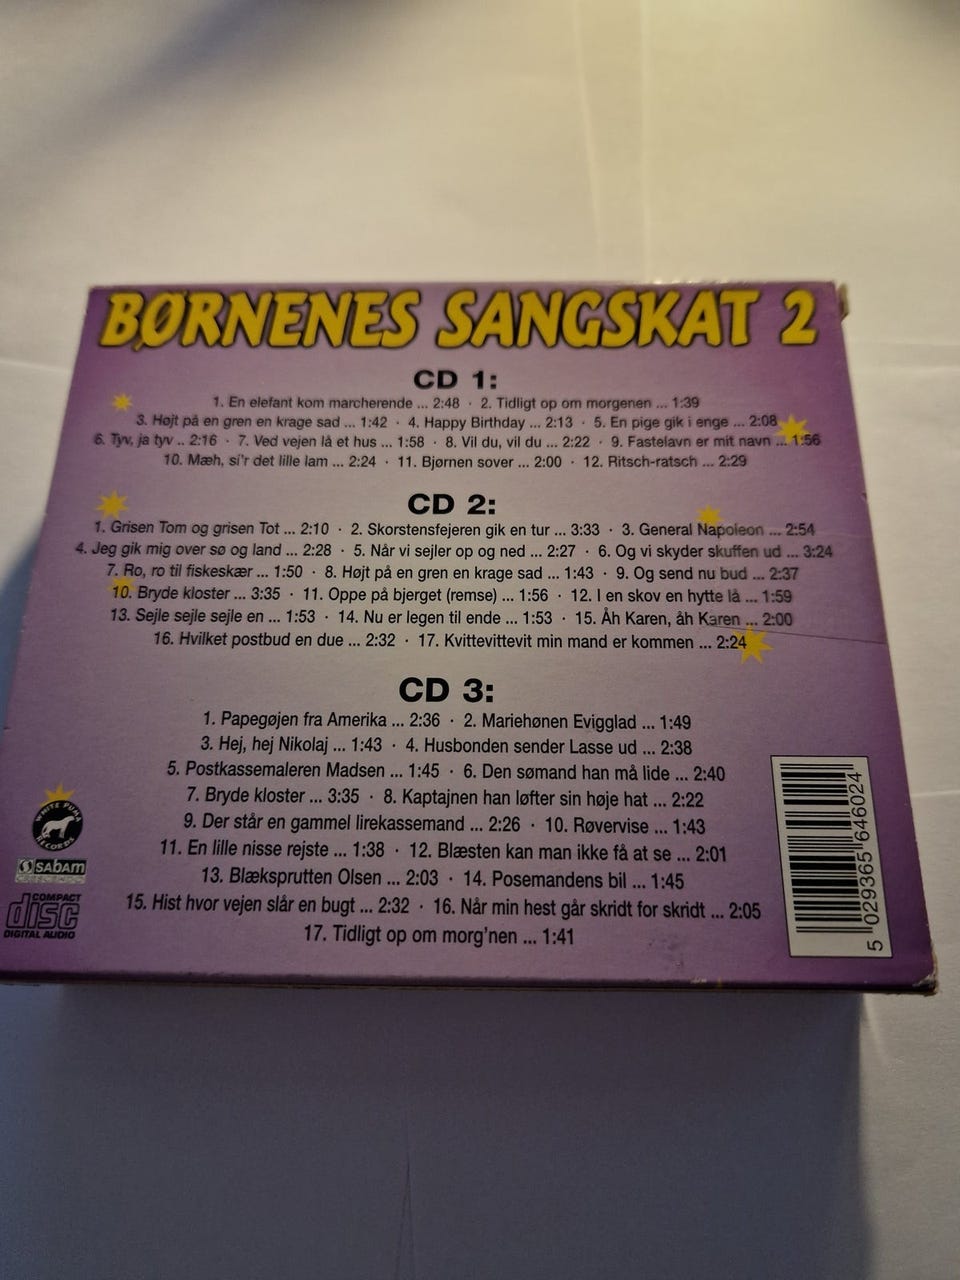 BØRNENES SANGSKAT 2
CD 1:
1. En elefant kom marcherende ... 2:48 · 2. Tidligt op om morgenen ... 1:39
3. Højt på en gren en krage sad ... 1:42 · 4. Happy Birthday ... 2:13 · 5. En pige gik i enge ... 2:08
6. Tyv, ja tyv .. 2:16 · 7. Ved vejen lå et hus ... 1:58 · 8. Vil du, vil du ... 2:22 · 9. Fastelavn er mit navn ... 1:56
10. Mæh, si'r det lille lam ... 2:24 · 11. Bjørnen sover ... 2:00 · 12. Ritsch-ratsch ... 2:29
CD 2:
1. Grisen Tom og grisen Tot ... 2:10 · 2. Skorstensfejeren gik en tur ... 3:33 · 3. General Napoleon ... 2:54
4. Jeg gik mig over sø og land ... 2:28 · 5. Når vi sejler op og ned ... 2:27 · 6. Og vi skyder skuffen ud ... 3:24
7. Ro, ro til fiskeskær ... 1:50 · 8. Højt på en gren en krage sad ... 1:43 · 9. Og send nu bud ... 2:37
10. Bryde kloster ... 3:35 · 11. Oppe på bjerget (remse) ... 1:56 · 12. I en skov en hytte lå ... 1:59
13. Sejle sejle sejle en ... 1:53 · 14. Nu er legen til ende ... 1:53 · 15. Åh Karen, åh Karen ... 2:00
16. Hvilket postbud en due ... 2:32 · 17. Kvittevittevit min mand er kommen ... 2:24
CD 3:
1. Papegøjen fra Amerika ... 2:36 · 2. Mariehønen Evigglad ... 1:49
3. Hej, hej Nikolaj ... 1:43 · 4. Husbonden sender Lasse ud ... 2:38
5. Postkassemaleren Madsen ... 1:45 · 6. Den sømand han må lide ... 2:40
7. Bryde kloster ... 3:35 · 8. Kaptajnen han løfter sin høje hat ... 2:22
9. Der står en gammel lirekassemand ... 2:26 · 10. Røvervise ... 1:43
11. En lille nisse rejste ... 1:38 · 12. Blæsten kan man ikke få at se ... 2:01
13. Blæksprutten Olsen ... 2:03 · 14. Posemandens bil ... 1:45
15. Hist hvor vejen slår en bugt ... 2:32 · 16. Når min hest går skridt for skridt ... 2:05
17. Tidligt op om morg'nen ... 1:41
WHITE PUMA
RECORDS
sabam
COMPACT
disc
DIGITAL AUDIO
5 029365 646024